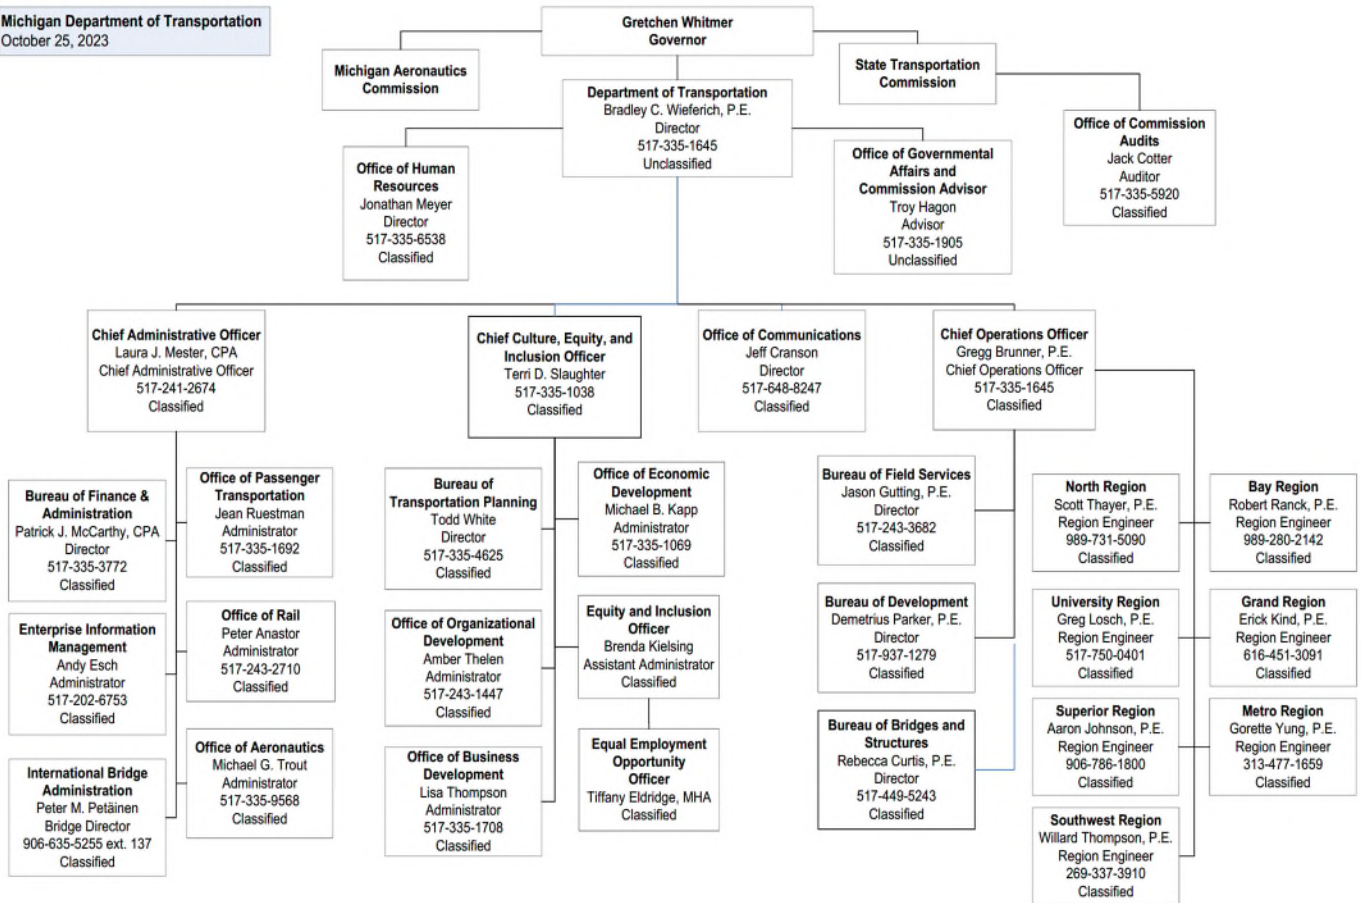 Michigan Department of Transportation
October 25, 2023
Gretchen Whitmer
Governor
Michigan Aeronautics
Commission
State Transportation
Commission
Department of Transportation
Bradley C. Wieferich, P.E.
Director
517-335-1645
Unclassified
Office of Commission
Audits
Jack Cotter
Auditor
517-335-5920
Classified
Office of Human
Resources
Jonathan Meyer
Director
517-335-6538
Classified
Office of Governmental
Affairs and
Commission Advisor
Troy Hagon
Advisor
517-335-1905
Unclassified
Chief Administrative Officer
Laura J. Mester, CPA
Chief Administrative Officer
517-241-2674
Classified
Chief Culture, Equity, and
Inclusion Officer
Terri D. Slaughter
517-335-1038
Classified
Office of Communications
Jeff Cranson
Director
517-648-8247
Classified
Chief Operations Officer
Gregg Brunner, P.E.
Chief Operations Officer
517-335-1645
Classified
Bureau of Finance &
Administration
Patrick J. McCarthy, CPA
Director
517-335-3772
Classified
Office of Passenger
Transportation
Jean Ruestman
Administrator
517-335-1692
Classified
Enterprise Information
Management
Andy Esch
Administrator
517-202-6753
Classified
Office of Rail
Peter Anastor
Administrator
517-243-2710
Classified
International Bridge
Administration
Peter M. Petäinen
Bridge Director
906-635-5255 ext. 137
Classified
Office of Aeronautics
Michael G. Trout
Administrator
517-335-9568
Classified
Bureau of
Transportation Planning
Todd White
Director
517-335-4625
Classified
Office of Economic
Development
Michael B. Kapp
Administrator
517-335-1069
Classified
Office of Organizational
Development
Amber Thelen
Administrator
517-243-1447
Classified
Equity and Inclusion
Officer
Brenda Kielsing
Assistant Administrator
Classified
Office of Business
Development
Lisa Thompson
Administrator
517-335-1708
Classified
Equal Employment
Opportunity
Officer
Tiffany Eldridge, MHA
Classified
Bureau of Field Services
Jason Gutting, P.E.
Director
517-243-3682
Classified
Bureau of Development
Demetrius Parker, P.E.
Director
517-937-1279
Classified
Bureau of Bridges and
Structures
Rebecca Curtis, P.E.
Director
517-449-5243
Classified
North Region
Scott Thayer, P.E.
Region Engineer
989-731-5090
Classified
Bay Region
Robert Ranck, P.E.
Region Engineer
989-280-2142
Classified
University Region
Greg Losch, P.E.
Region Engineer
517-750-0401
Classified
Grand Region
Erick Kind, P.E.
Region Engineer
616-451-3091
Classified
Superior Region
Aaron Johnson, P.E.
Region Engineer
906-786-1800
Classified
Metro Region
Gorette Yung, P.E.
Region Engineer
313-477-1659
Classified
Southwest Region
Willard Thompson, P.E.
Region Engineer
269-337-3910
Classified